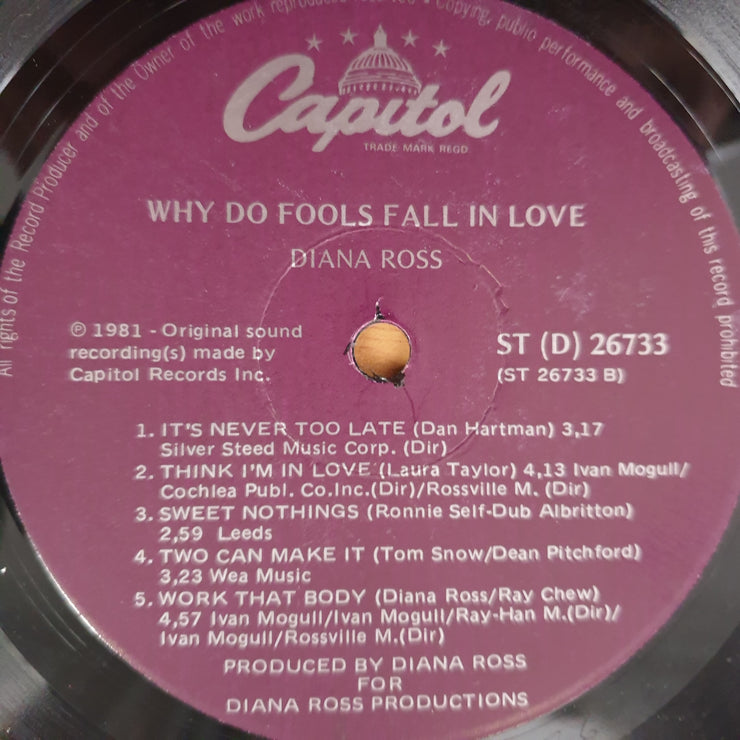 All rights of the Record Producer and of the Owner of the work reproduced reserved • Copying, public performance and broadcasting of this record prohibited
Capitol
TRADE MARK REGD
WHY DO FOOLS FALL IN LOVE
DIANA ROSS
℗ 1981 - Original sound
recording(s) made by
Capitol Records Inc.
ST (D) 26733
(ST 26733 B)
1. IT'S NEVER TOO LATE (Dan Hartman) 3,17
Silver Steed Music Corp. (Dir)
2. THINK I'M IN LOVE (Laura Taylor) 4,13 Ivan Mogull/
Cochlea Publ. Co.Inc.(Dir)/Rossville M. (Dir)
3. SWEET NOTHINGS (Ronnie Self-Dub Albritton)
2,59 Leeds
4. TWO CAN MAKE IT (Tom Snow/Dean Pitchford)
3,23 Wea Music
5. WORK THAT BODY (Diana Ross/Ray Chew)
4,57 Ivan Mogull/Ivan Mogull/Ray-Han M.(Dir)/
Ivan Mogull/Rossville M.(Dir)
PRODUCED BY DIANA ROSS
FOR
DIANA ROSS PRODUCTIONS